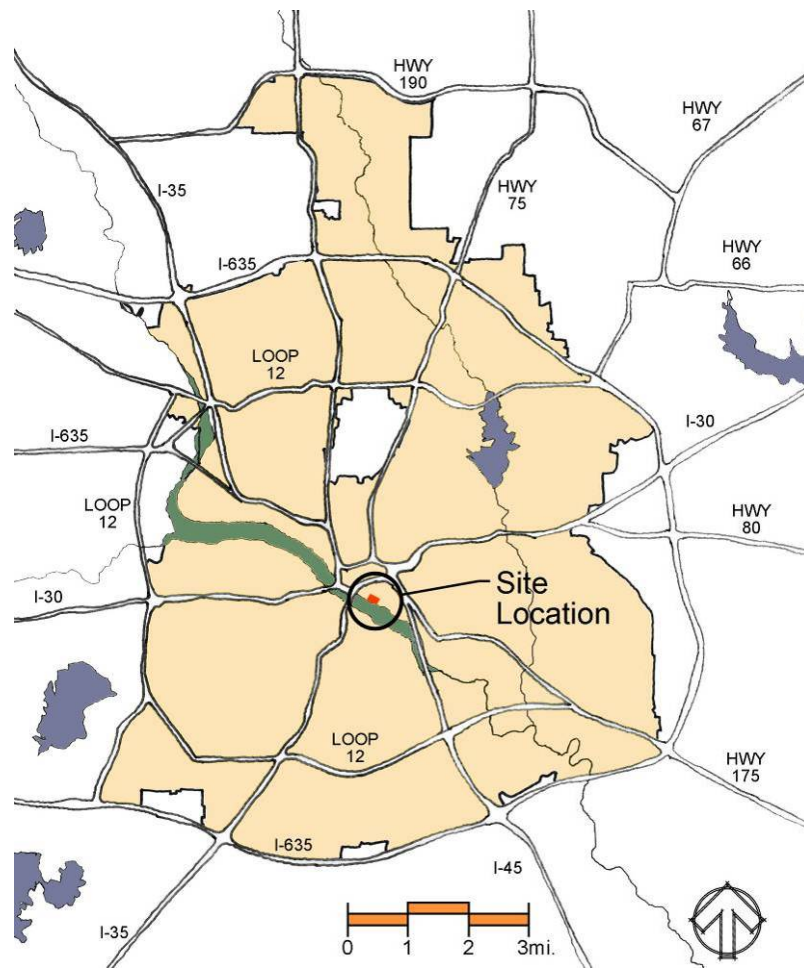 HWY
190
HWY
67
I-35
HWY
75
I-635
HWY
66
LOOP
12
I-30
I-635
LOOP
12
HWY
80
Site
Location
I-30
LOOP
12
HWY
175
I-635
I-45
I-35
0 1 2 3mi.